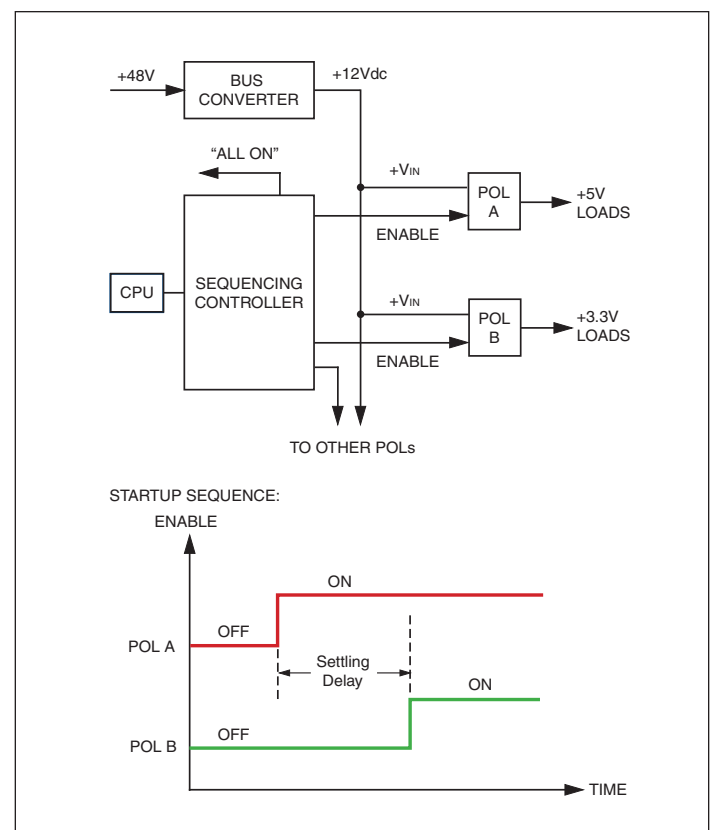 +48V
BUS
CONVERTER
+12Vdc
"ALL ON"
+VIN
POL
A
+5V
LOADS
ENABLE
CPU
SEQUENCING
CONTROLLER
+VIN
POL
B
+3.3V
LOADS
ENABLE
TO OTHER POLs
STARTUP SEQUENCE:
ENABLE
ON
OFF
POL A
Settling
Delay
ON
OFF
POL B
TIME